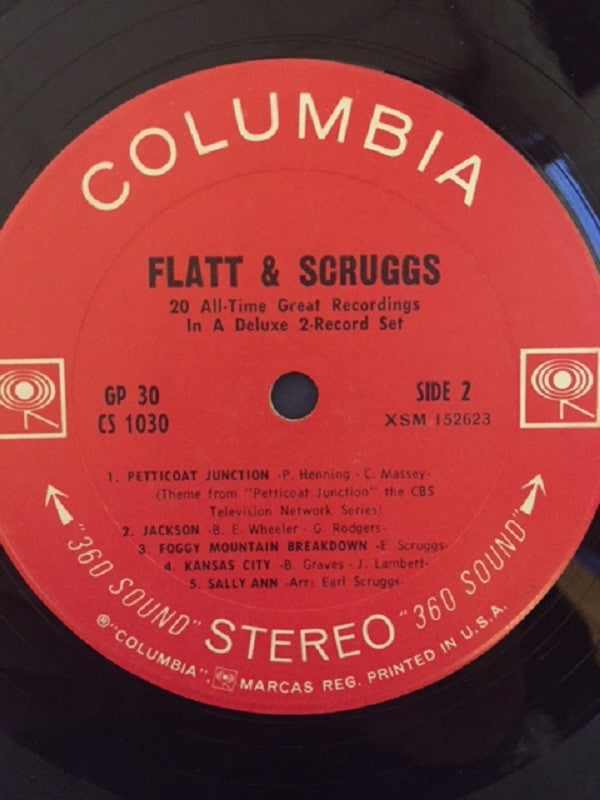 COLUMBIA
FLATT & SCRUGGS
20 All-Time Great Recordings
In A Deluxe 2-Record Set
GP 30
CS 1030
SIDE 2
XSM 152623
1. PETTICOAT JUNCTION -P. Henning - C. Massey-
(Theme from "Petticoat Junction" the CBS
Television Network Series)
2. JACKSON -B. E. Wheeler - G. Rodgers-
3. FOGGY MOUNTAIN BREAKDOWN -E. Scruggs-
4. KANSAS CITY -B. Graves - J. Lambert-
5. SALLY ANN -Arr: Earl Scruggs-
"360 SOUND" STEREO "360 SOUND"
® "COLUMBIA", MARCAS REG. PRINTED IN U.S.A.